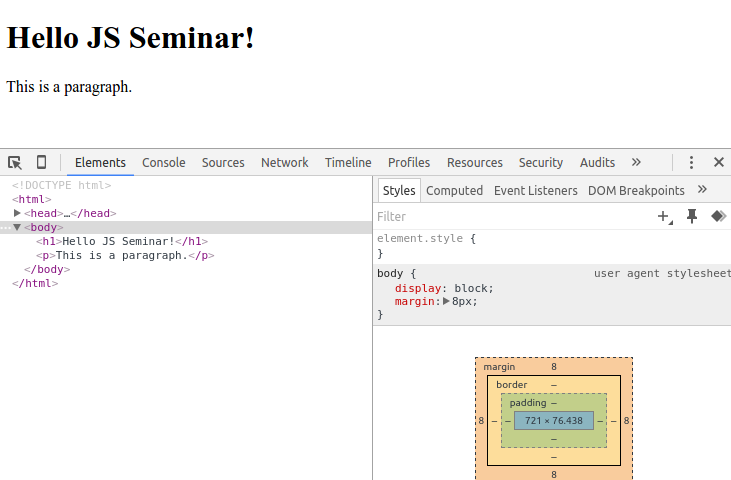 Hello JS Seminar!
This is a paragraph.
Elements Console Sources Network Timeline Profiles Resources Security Audits »
<!DOCTYPE html>
<html>
<head>…</head>
<body>
<h1>Hello JS Seminar!</h1>
<p>This is a paragraph.</p>
</body>
</html>
Styles Computed Event Listeners DOM Breakpoints »
Filter
element.style {
}
body { user agent stylesheet
display: block;
margin: 8px;
}
margin 8
border –
padding –
8 – – 721 × 76.438 – – 8
–
–
8